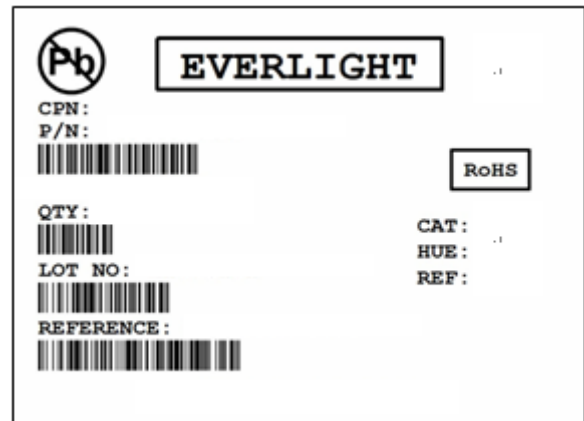 Pb
EVERLIGHT
CPN:
P/N:
RoHS
QTY:
CAT:
HUE:
LOT NO:
REF:
REFERENCE: